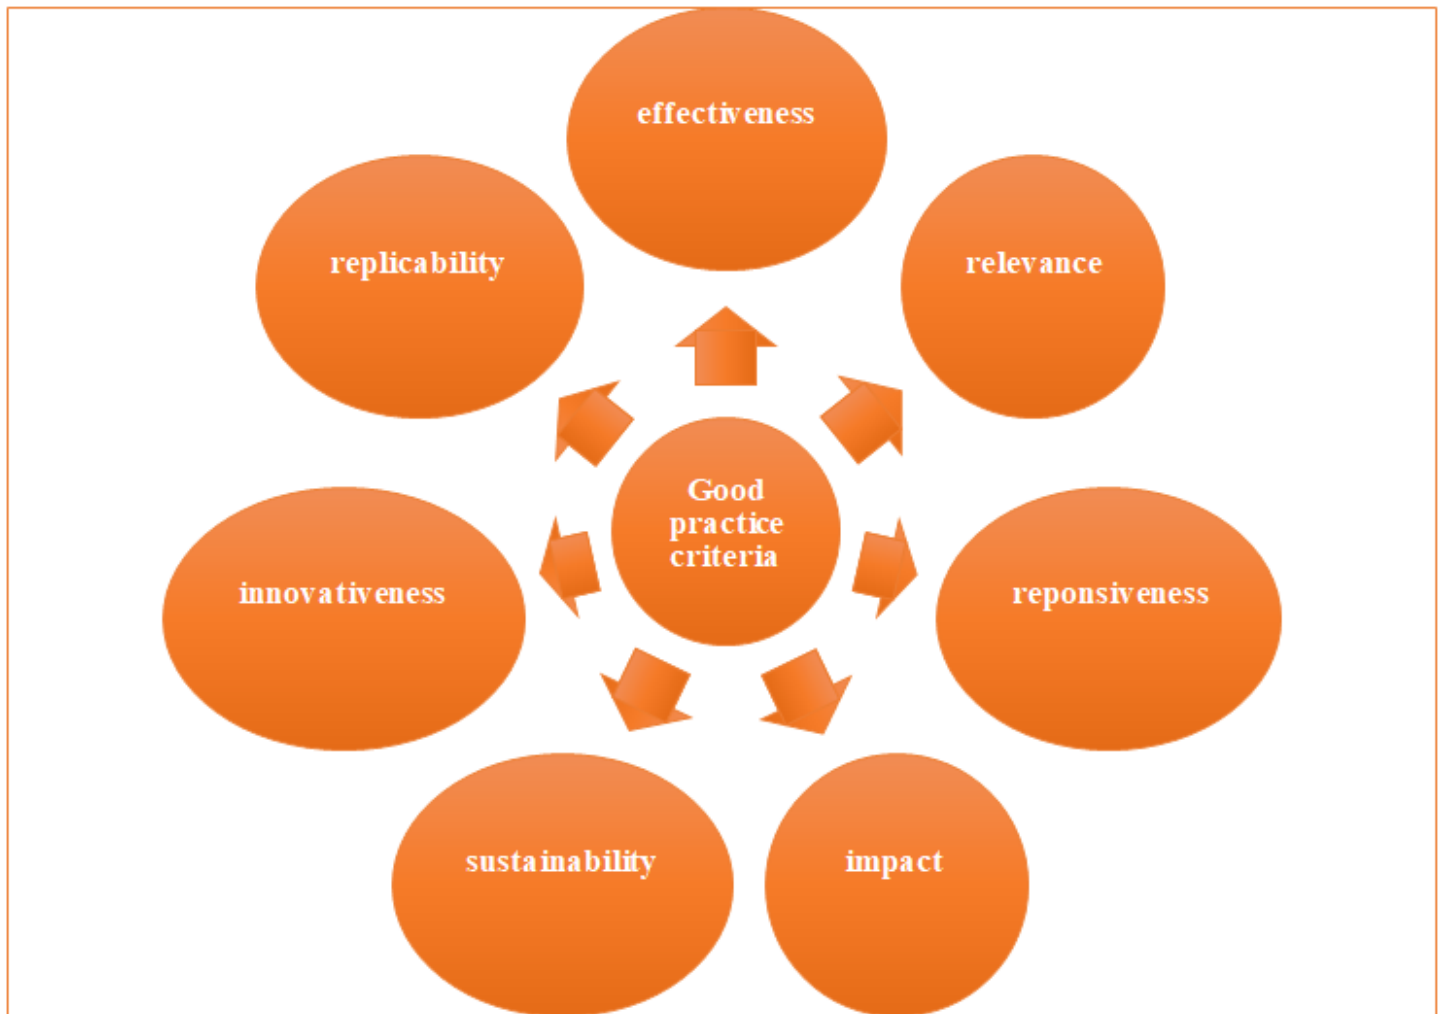 effectiveness
replicability
relevance
Good
practice
criteria
innovativeness
reponsiveness
sustainability
impact